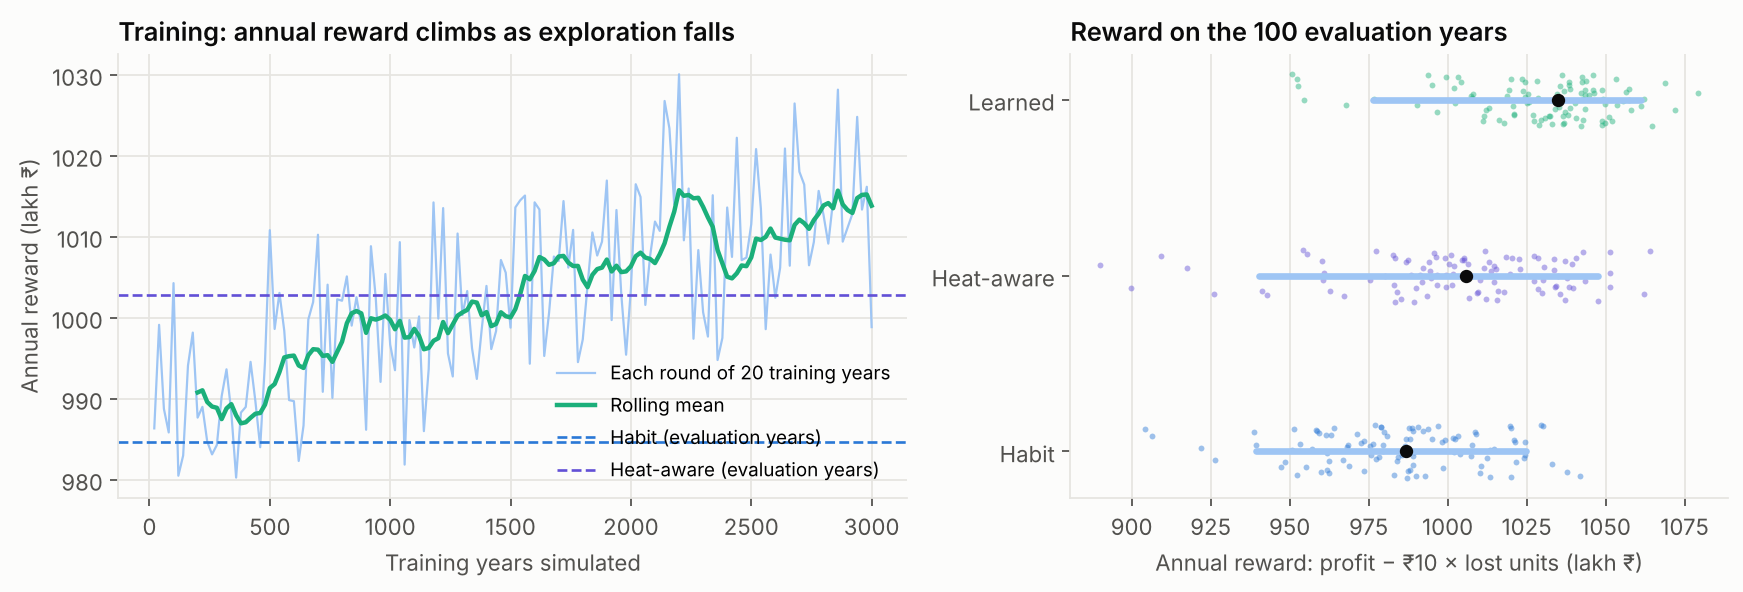 Training: annual reward climbs as exploration falls
Annual reward (lakh ₹)
1030
1020
1010
1000
990
980
Each round of 20 training years
Rolling mean
Habit (evaluation years)
Heat-aware (evaluation years)
0 500 1000 1500 2000 2500 3000
Training years simulated
Reward on the 100 evaluation years
Learned
Heat-aware
Habit
900 925 950 975 1000 1025 1050 1075
Annual reward: profit − ₹10 × lost units (lakh ₹)